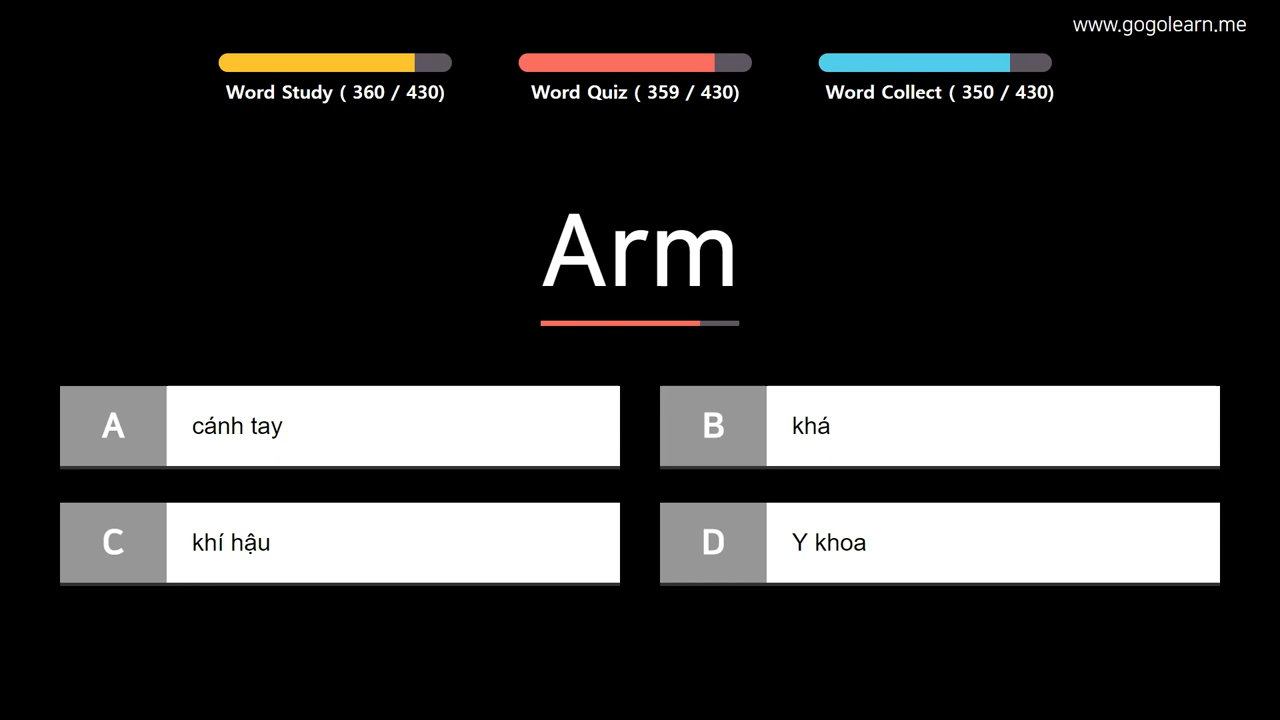 www.gogolearn.me
Word Study ( 360 / 430)
Word Quiz ( 359 / 430)
Word Collect ( 350 / 430)
Arm
A cánh tay
B khá
C khí hậu
D Y khoa